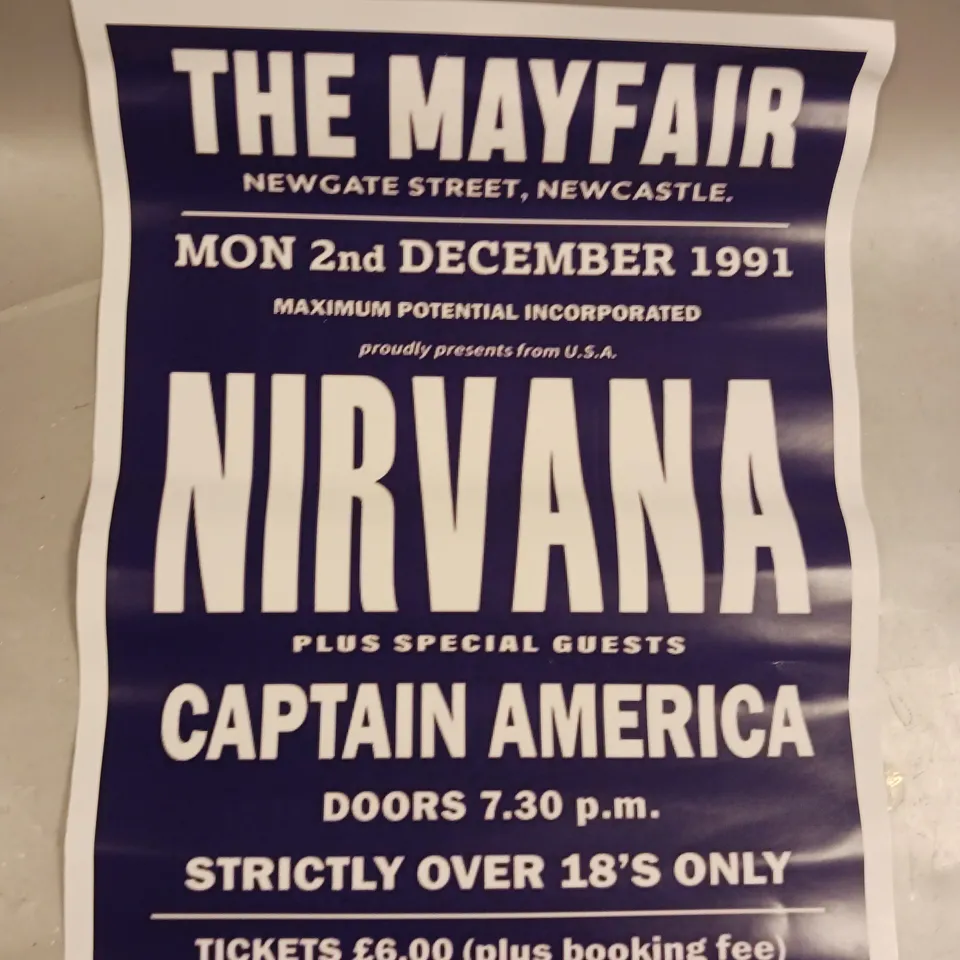 THE MAYFAIR
NEWGATE STREET, NEWCASTLE.
MON 2nd DECEMBER 1991
MAXIMUM POTENTIAL INCORPORATED
proudly presents from U.S.A.
NIRVANA
PLUS SPECIAL GUESTS
CAPTAIN AMERICA
DOORS 7.30 p.m.
STRICTLY OVER 18'S ONLY
TICKETS £6.00 (plus booking fee)